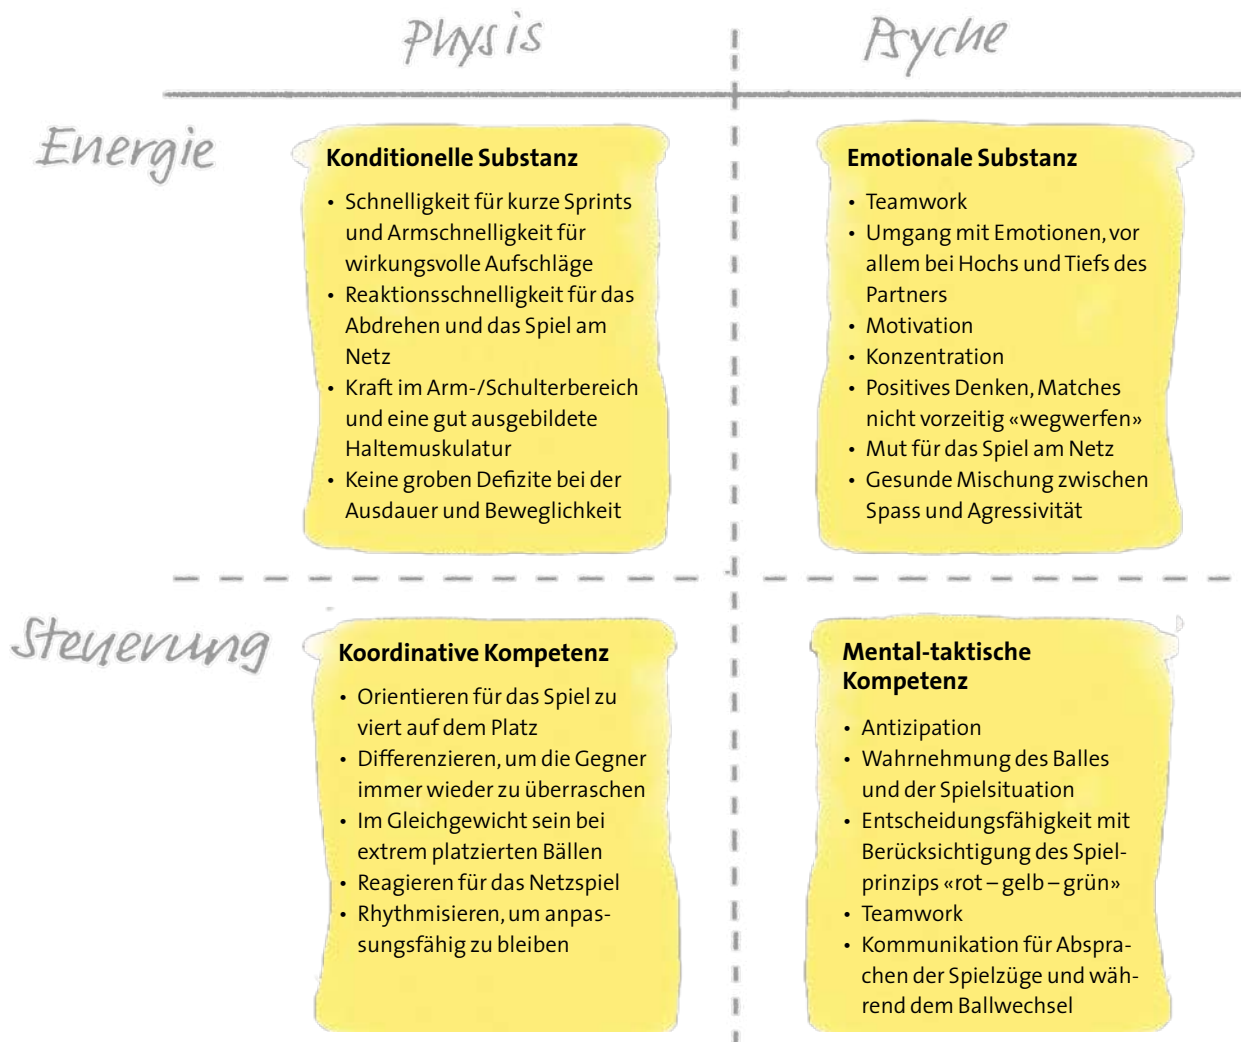 Physis
Psyche
Energie
Konditionelle Substanz
• Schnelligkeit für kurze Sprints
und Armschnelligkeit für
wirkungsvolle Aufschläge
• Reaktionsschnelligkeit für das
Abdrehen und das Spiel am
Netz
• Kraft im Arm-/Schulterbereich
und eine gut ausgebildete
Haltemuskulatur
• Keine groben Defizite bei der
Ausdauer und Beweglichkeit
Emotionale Substanz
• Teamwork
• Umgang mit Emotionen, vor
allem bei Hochs und Tiefs des
Partners
• Motivation
• Konzentration
• Positives Denken, Matches
nicht vorzeitig «wegwerfen»
• Mut für das Spiel am Netz
• Gesunde Mischung zwischen
Spass und Agressivität
Steuerung
Koordinative Kompetenz
• Orientieren für das Spiel zu
viert auf dem Platz
• Differenzieren, um die Gegner
immer wieder zu überraschen
• Im Gleichgewicht sein bei
extrem platzierten Bällen
• Reagieren für das Netzspiel
• Rhythmisieren, um anpas-
sungsfähig zu bleiben
Mental-taktische
Kompetenz
• Antizipation
• Wahrnehmung des Balles
und der Spielsituation
• Entscheidungsfähigkeit mit
Berücksichtigung des Spiel-
prinzips «rot – gelb – grün»
• Teamwork
• Kommunikation für Abspra-
chen der Spielzüge und wäh-
rend dem Ballwechsel